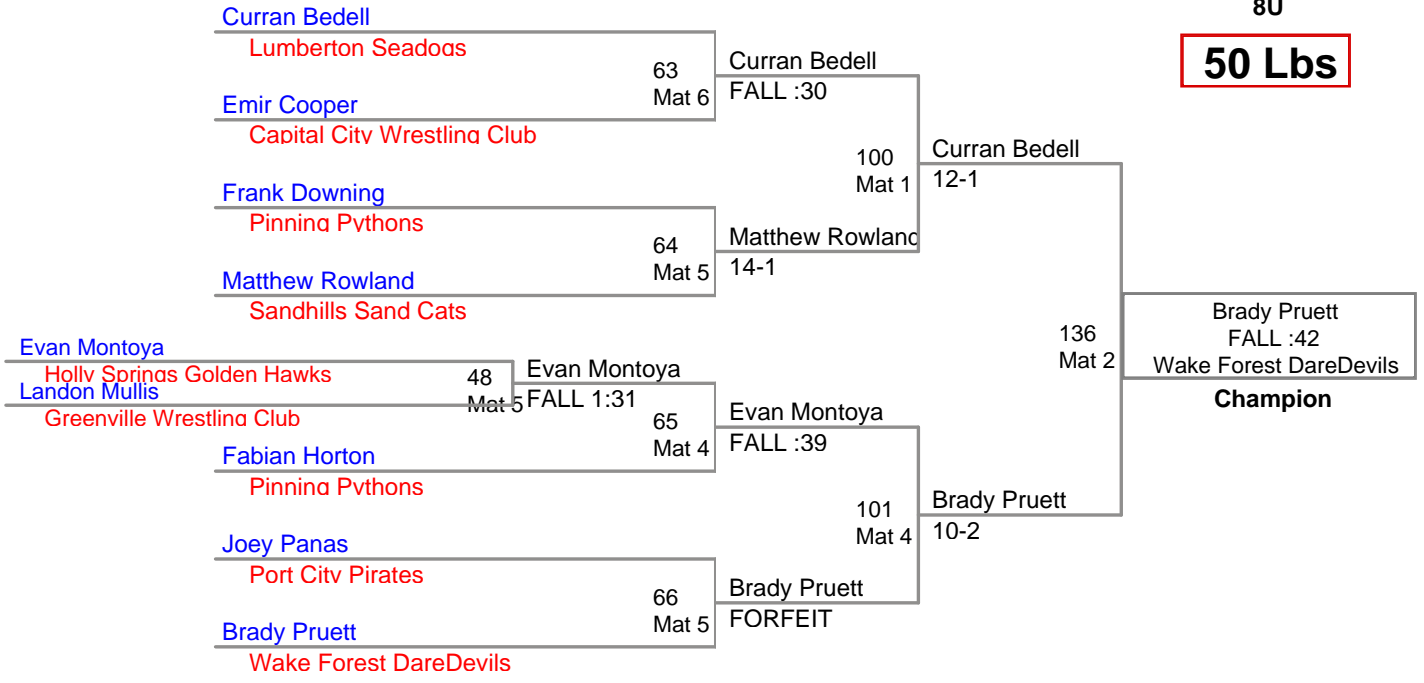 8U
50 Lbs
Curran Bedell
Lumberton Seadogs
63
Mat 6
Emir Cooper
Capital City Wrestling Club
Curran Bedell
FALL :30
Frank Downing
Pinning Pythons
64
Mat 5
Matthew Rowland
Sandhills Sand Cats
Matthew Rowland
14-1
100
Mat 1
Curran Bedell
12-1
Evan Montoya
Holly Springs Golden Hawks
Landon Mullis
Greenville Wrestling Club
48
Mat 5
Evan Montoya
FALL 1:31
65
Mat 4
Fabian Horton
Pinning Pythons
Evan Montoya
FALL :39
Joey Panas
Port City Pirates
66
Mat 5
Brady Pruett
Wake Forest DareDevils
Brady Pruett
FORFEIT
101
Mat 4
Brady Pruett
10-2
136
Mat 2
Brady Pruett
FALL :42
Wake Forest DareDevils
Champion